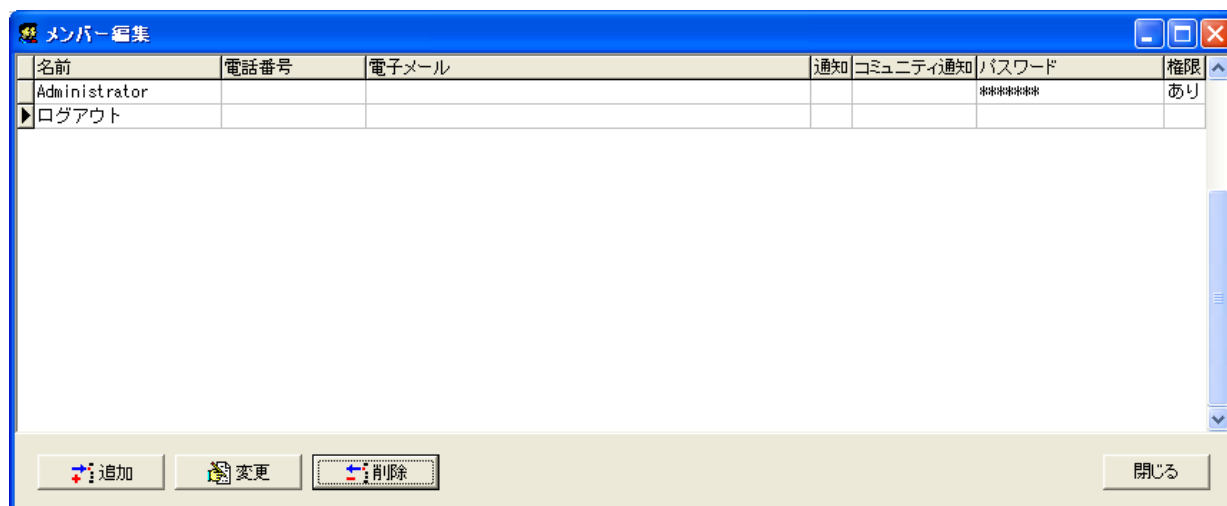 メンバー編集
名前 電話番号 電子メール 通知 コミュニティ通知 パスワード 権限
Administrator ******* あり
ログアウト
追加 変更 削除 閉じる